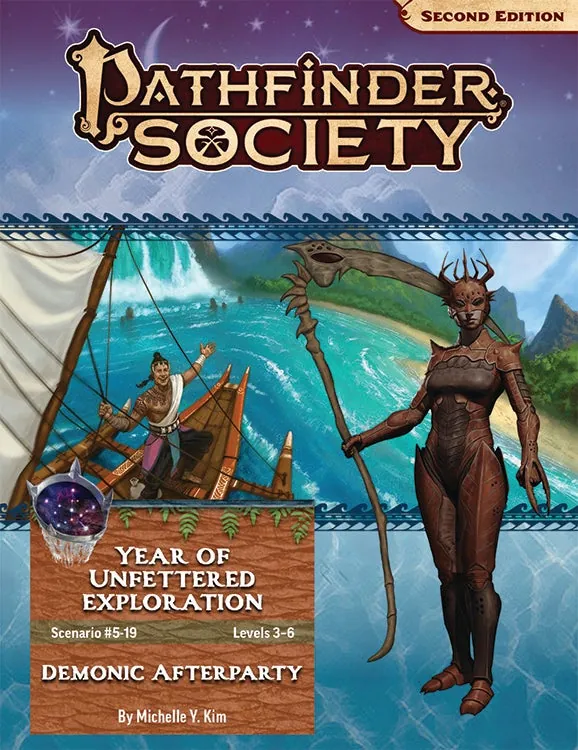 SECOND EDITION
PATHFINDER
SOCIETY
YEAR OF
UNFETTERED
EXPLORATION
Scenario #5-19 Levels 3-6
DEMONIC AFTERPARTY
By Michelle Y. Kim